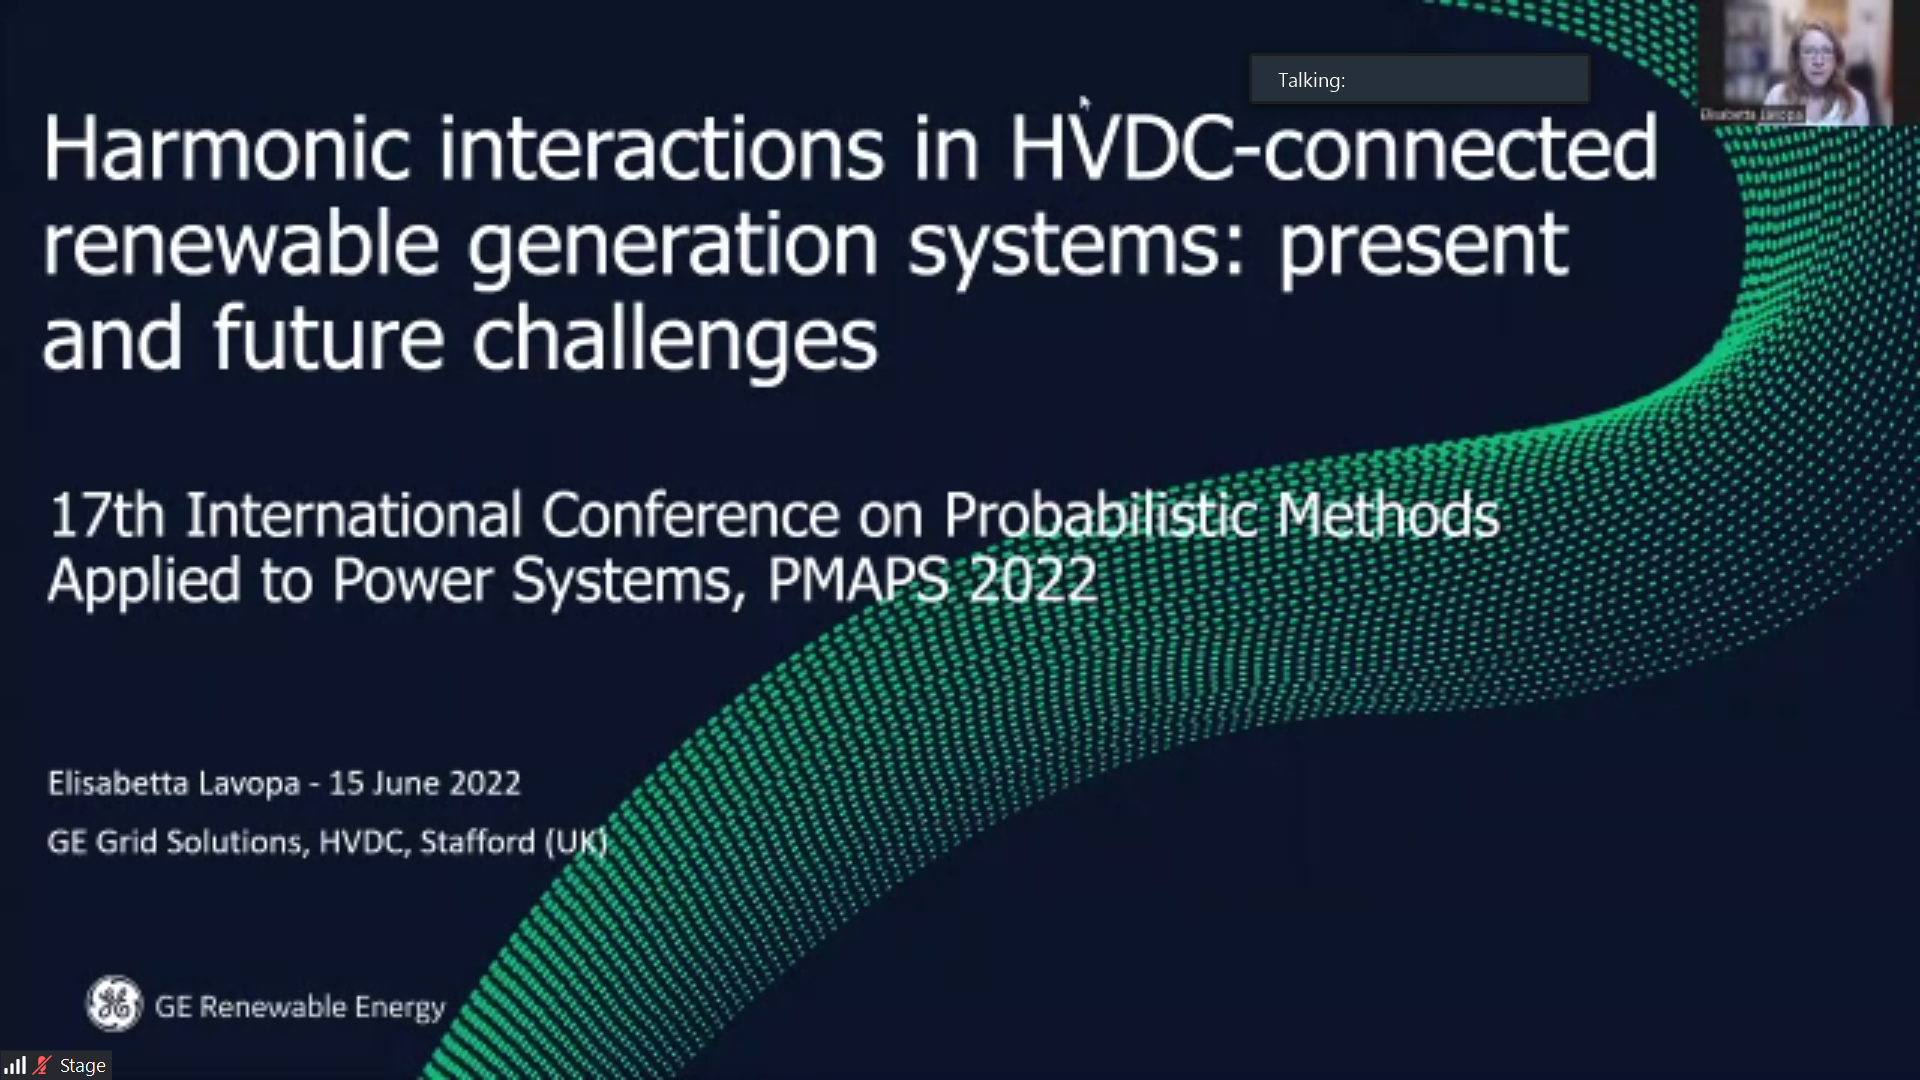 Talking:
Elisabetta Lavopa
Harmonic interactions in HVDC-connected
renewable generation systems: present
and future challenges
17th International Conference on Probabilistic Methods
Applied to Power Systems, PMAPS 2022
Elisabetta Lavopa - 15 June 2022
GE Grid Solutions, HVDC, Stafford (UK)
GE Renewable Energy
Stage